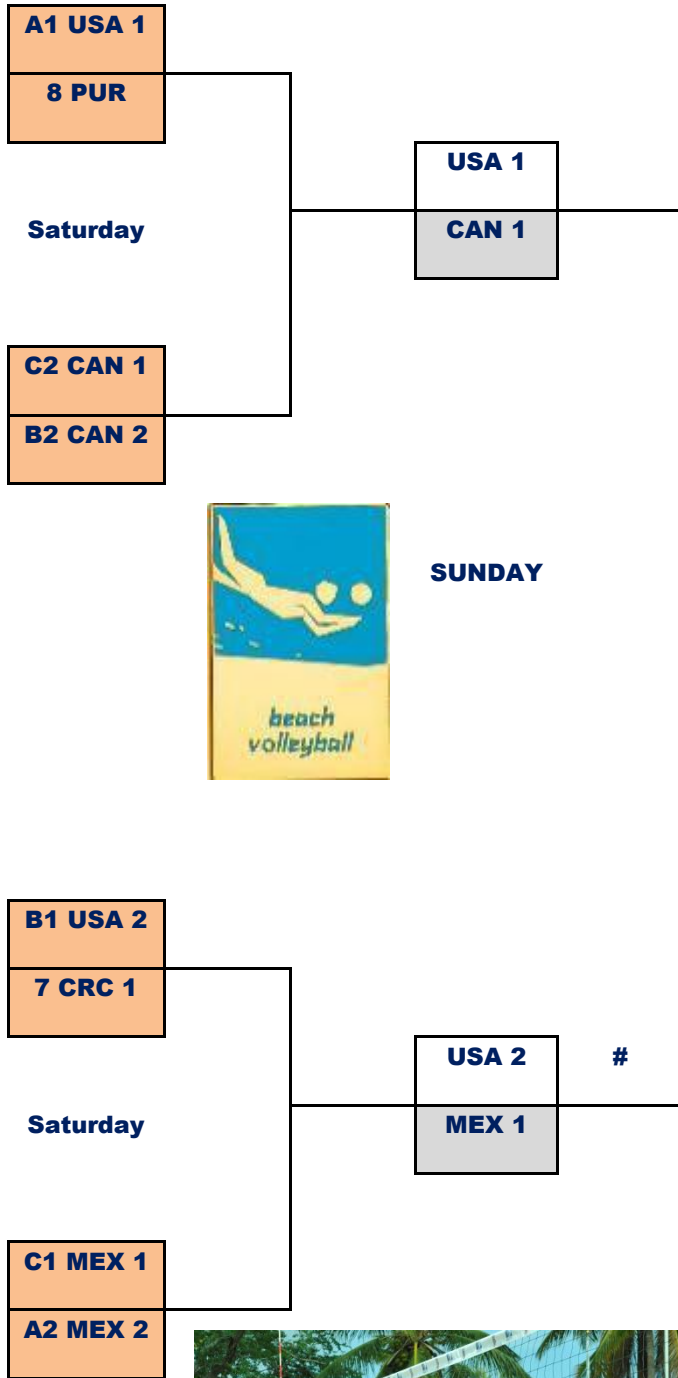 A1 USA 1
8 PUR
USA 1
Saturday
CAN 1
C2 CAN 1
B2 CAN 2
SUNDAY
beach
volleyball
B1 USA 2
7 CRC 1
USA 2 #
Saturday
MEX 1
C1 MEX 1
A2 MEX 2